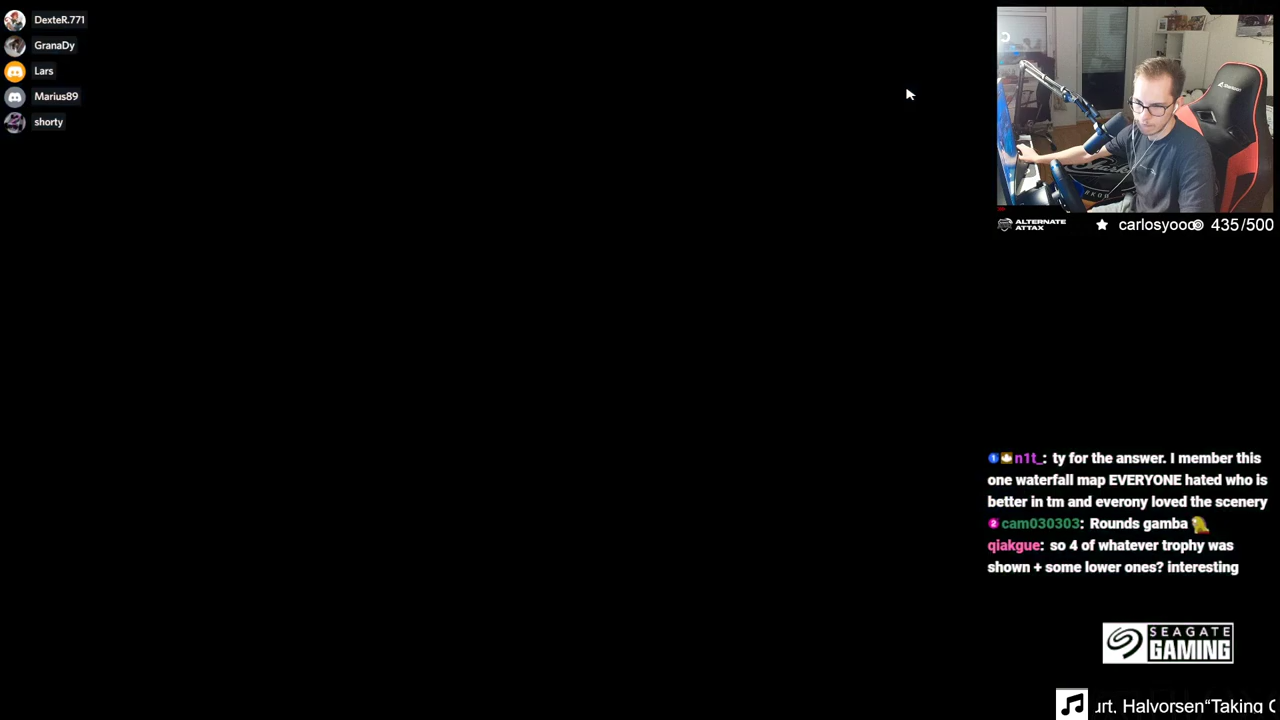 DexteR.771
GranaDy
Lars
Marius89
shorty
ALTERNATE
ATTAX
carlosyooo
435/500
n1t_: ty for the answer. I member this
one waterfall map EVERYONE hated who is
better in tm and everony loved the scenery
cam030303: Rounds gamba
qiakgue: so 4 of whatever trophy was
shown + some lower ones? interesting
SEAGATE
GAMING
urt, Halvorsen“Taking C